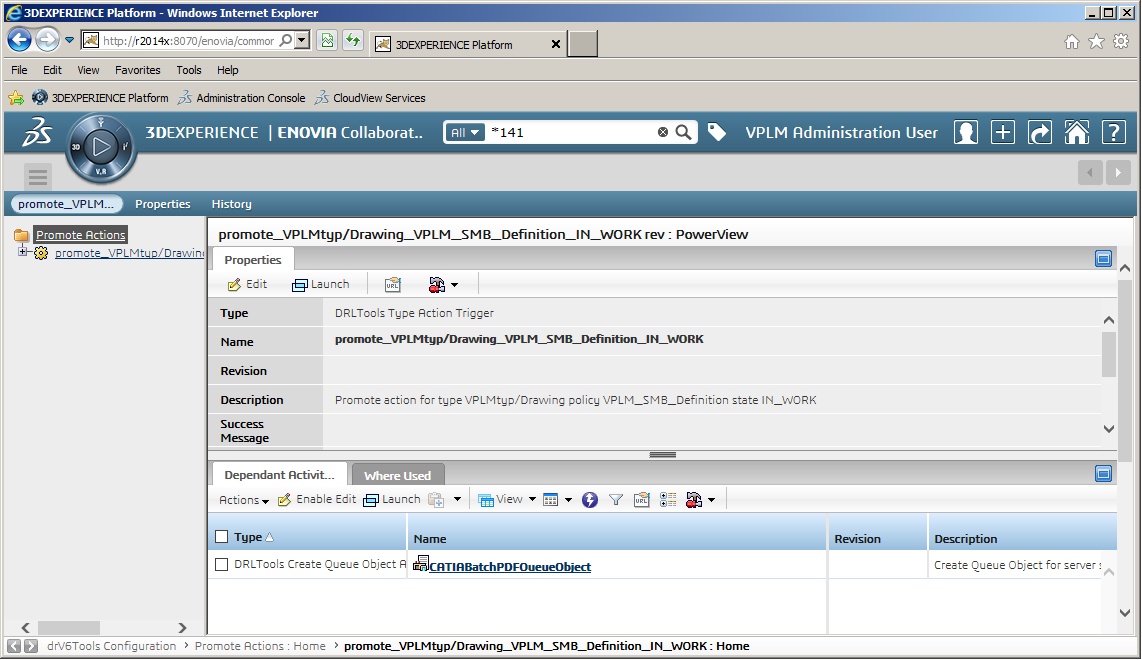 3DEXPERIENCE Platform - Windows Internet Explorer
http://r2014x:8070/enovia/common
3DEXPERIENCE Platform
File Edit View Favorites Tools Help
3DEXPERIENCE Platform Administration Console CloudView Services
3D V.R
3DEXPERIENCE | ENOVIA Collaborat.. All *141 VPLM Administration User
promote_VPLM... Properties History
Promote Actions
promote_VPLMtyp/Drawing
promote_VPLMtyp/Drawing_VPLM_SMB_Definition_IN_WORK rev : PowerView
Properties
Edit Launch URL
Type DRLTools Type Action Trigger
Name promote_VPLMtyp/Drawing_VPLM_SMB_Definition_IN_WORK
Revision
Description Promote action for type VPLMtyp/Drawing policy VPLM_SMB_Definition state IN_WORK
Success
Message
Dependant Activit... Where Used
Actions Enable Edit Launch View URL
Type Name Revision Description
DRLTools Create Queue Object A CATIABatchPDFQueueObject Create Queue Object for server s
drV6Tools Configuration > Promote Actions : Home > promote_VPLMtyp/Drawing_VPLM_SMB_Definition_IN_WORK : Home